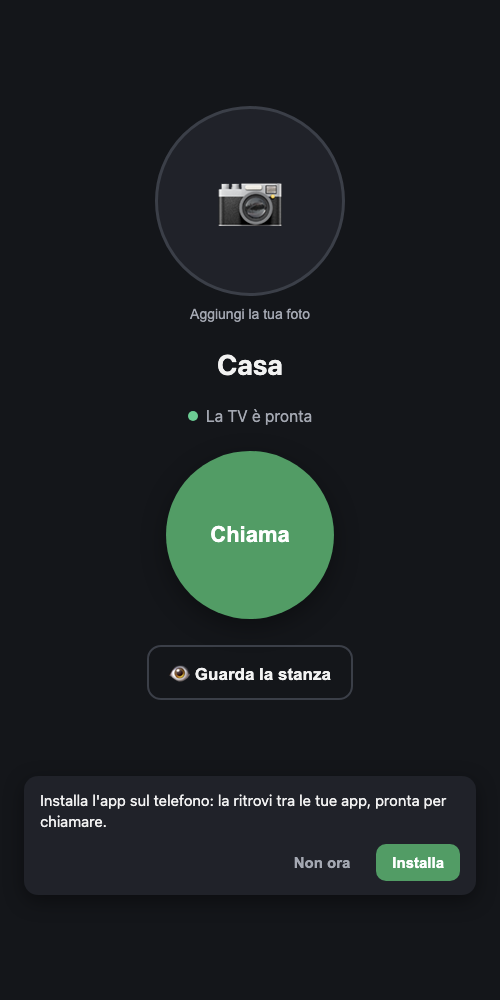 Aggiungi la tua foto
Casa
La TV è pronta
Chiama
Guarda la stanza
Installa l'app sul telefono: la ritrovi tra le tue app, pronta per
chiamare.
Non ora
Installa